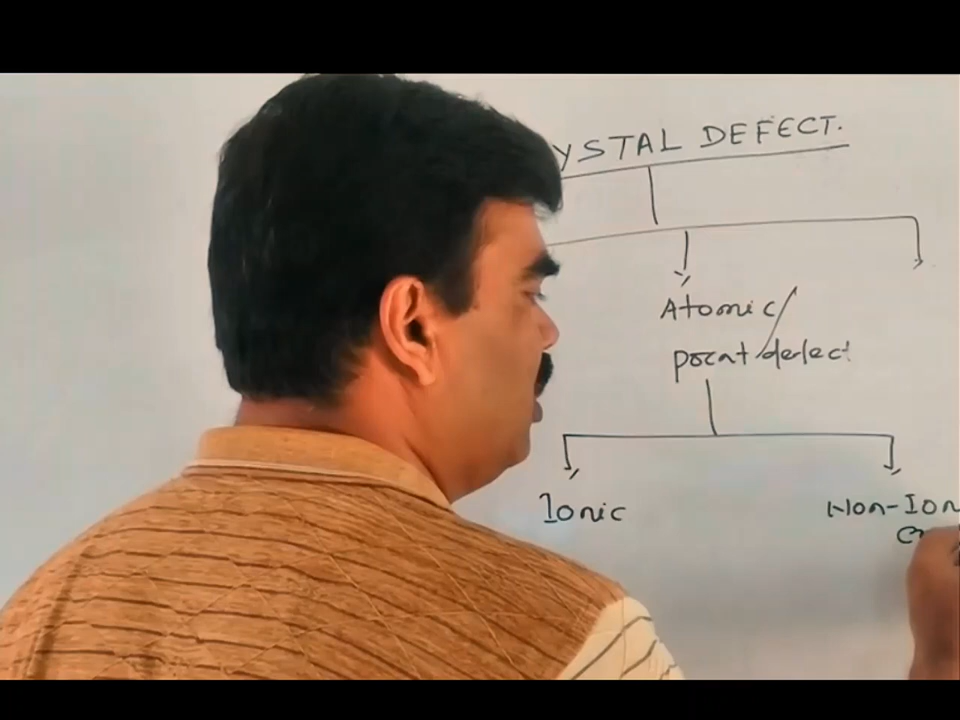 YSTAL DEFECT.
Atomic/
point defect
Ionic Non-Ion